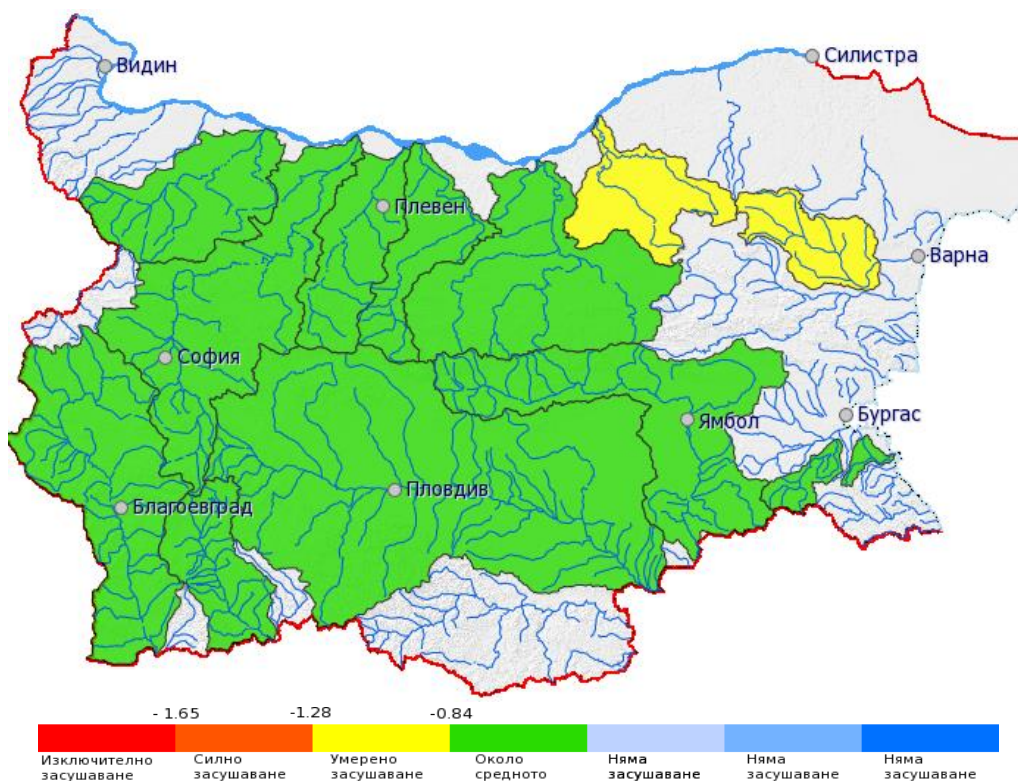 Видин
Силистра
Плевен
Варна
София
Ямбол
Бургас
Пловдив
Благоевград
- 1.65
-1.28
-0.84
Изключително
засушаване
Силно
засушаване
Умерено
засушаване
Около
средното
Няма
засушаване
Няма
засушаване
Няма
засушаване